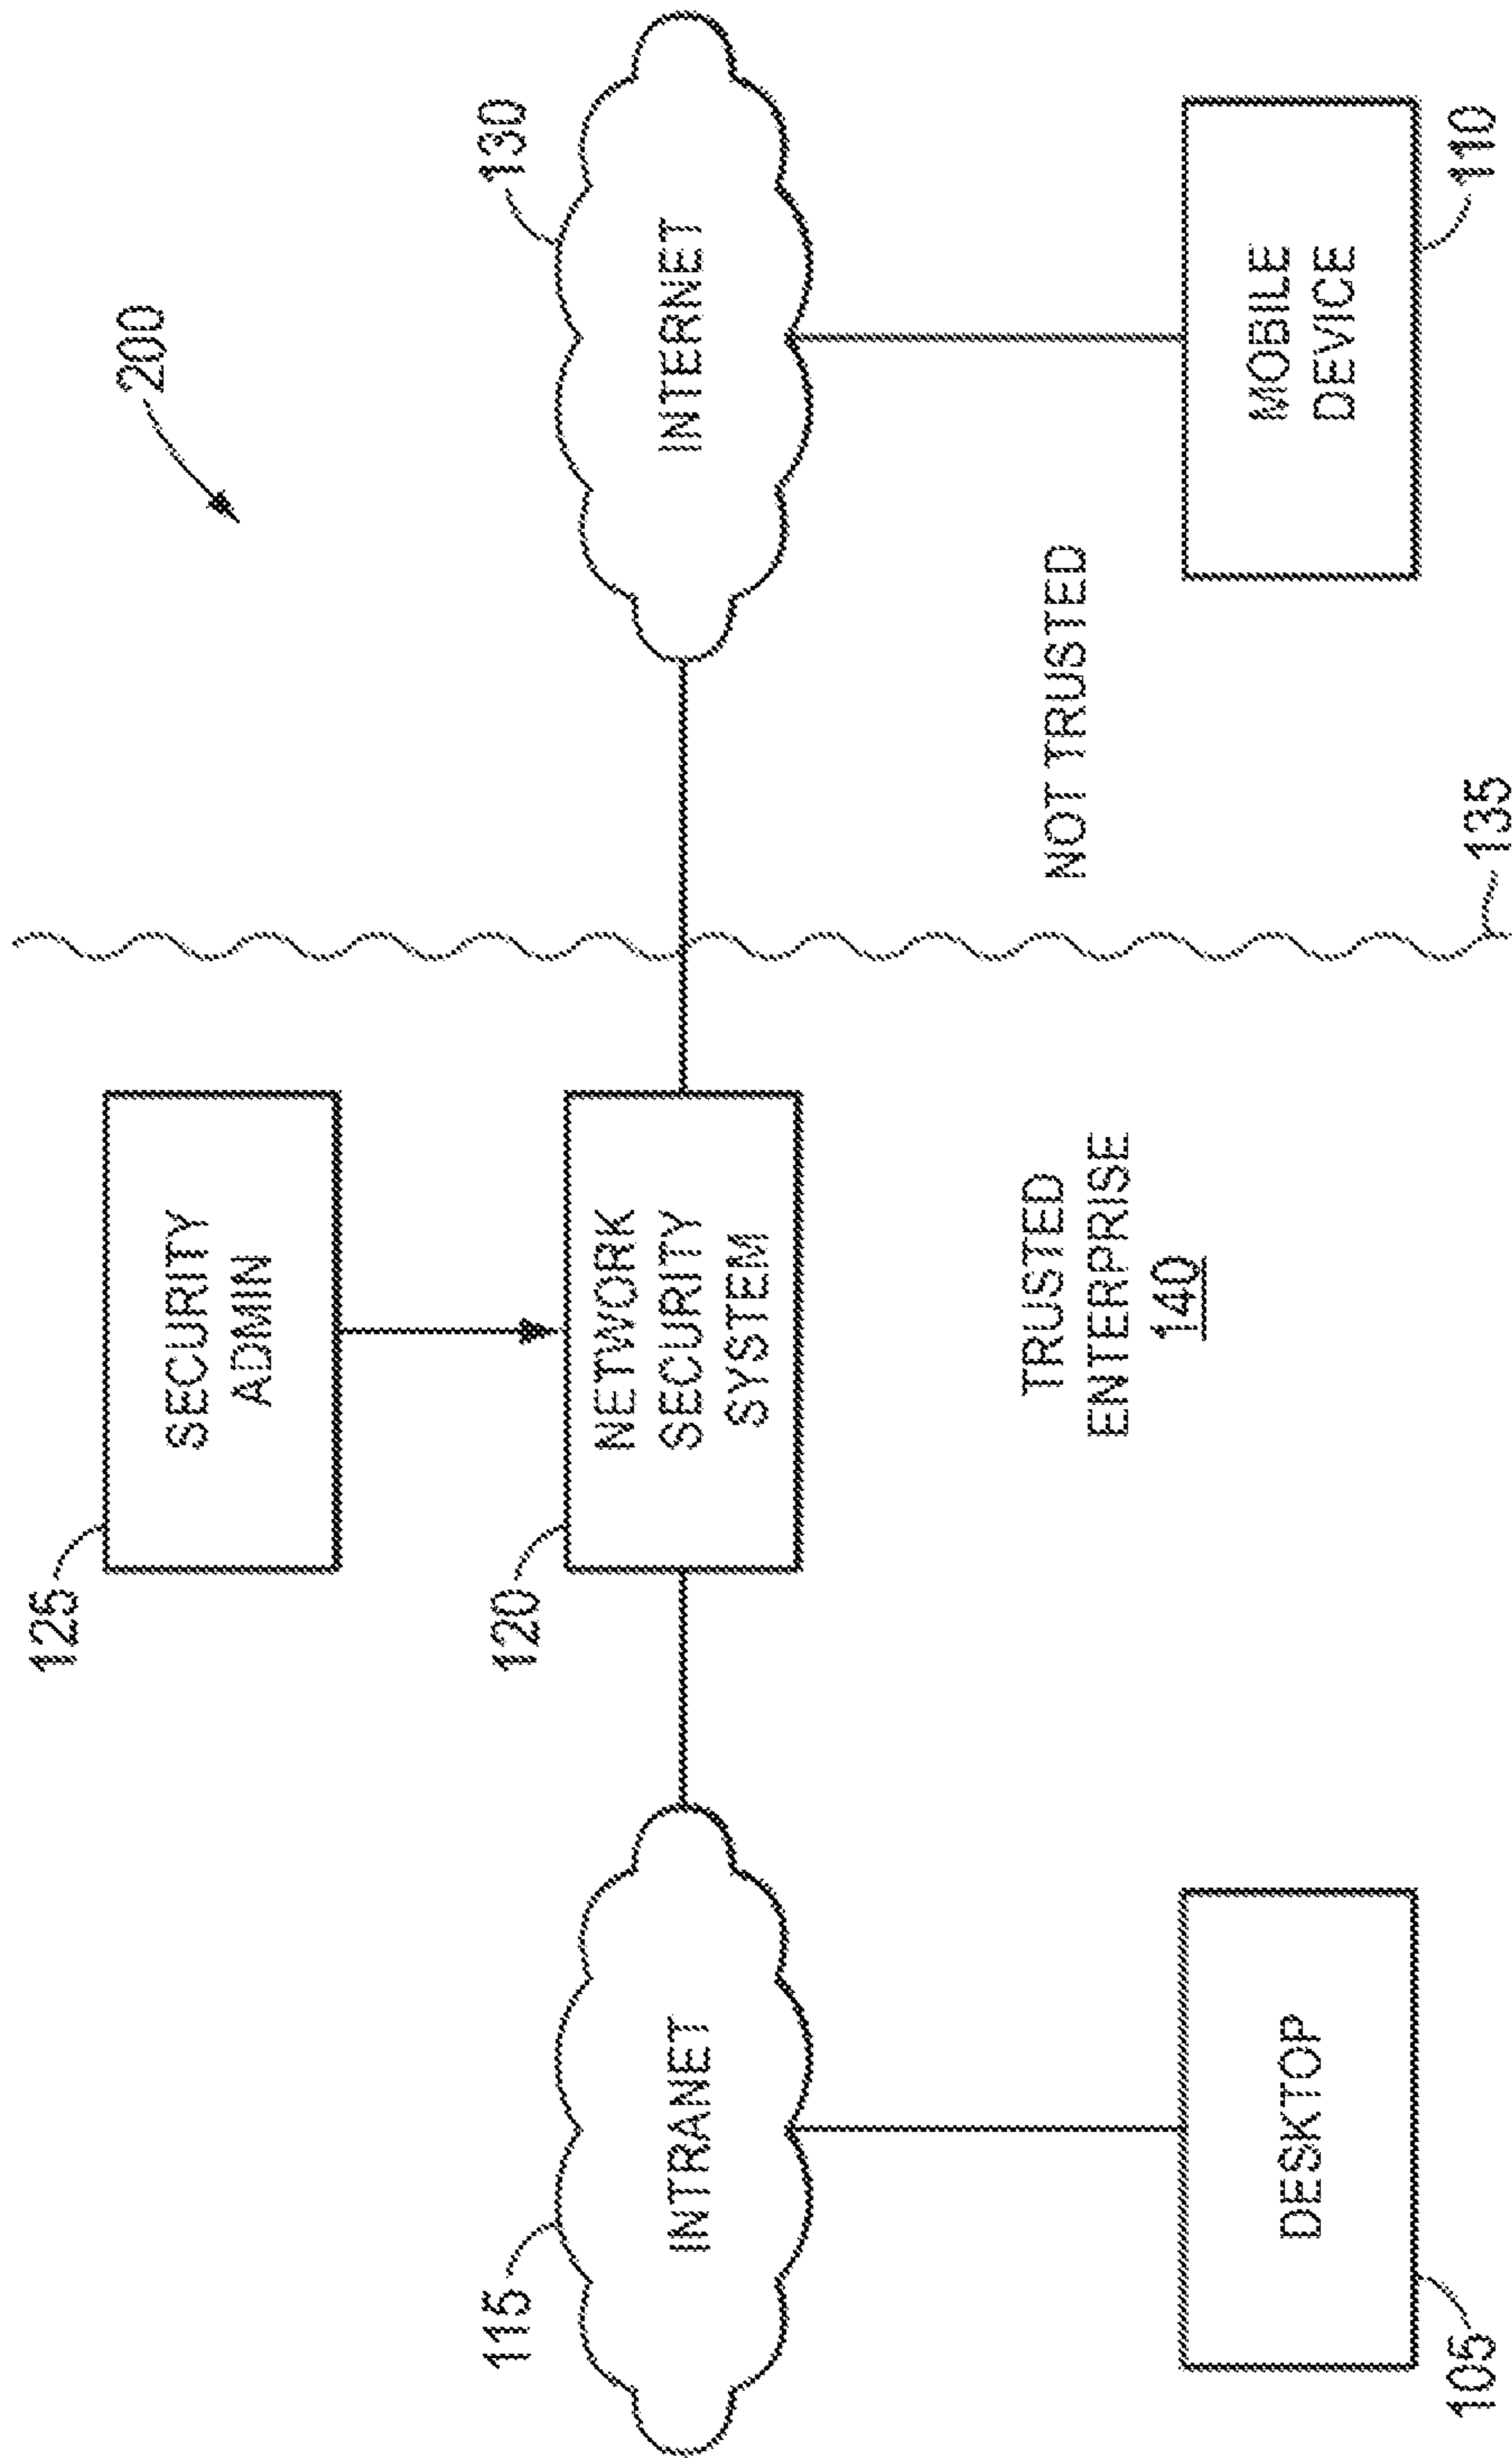 200
125
SECURITY
ADMIN
115
INTRANET
120
NETWORK
SECURITY
SYSTEM
130
INTERNET
TRUSTED
ENTERPRISE
140
NOT TRUSTED
DESKTOP
105
135
MOBILE
DEVICE
110